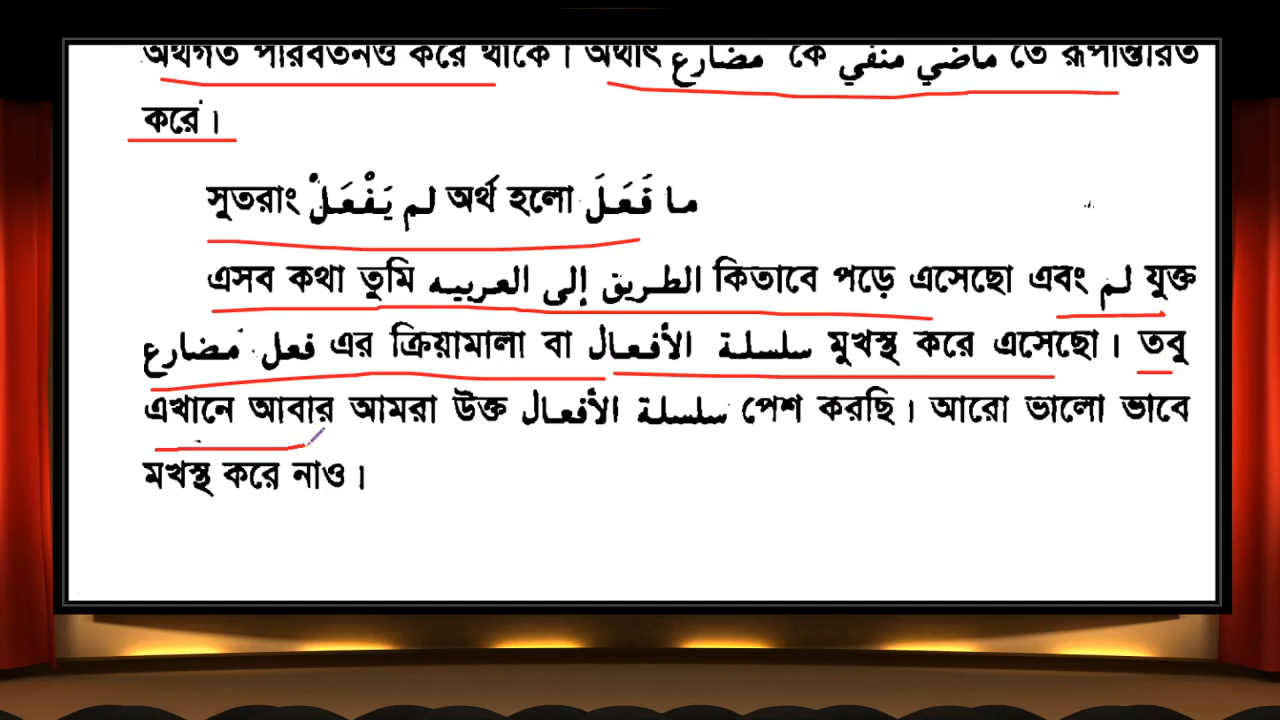 অর্থগত পরিবর্তনও করে থাকে। অর্থাৎ مضارع কে ماضي منفي তে রূপান্তরিত
করে।
সুতরাং لم يَفْعَلْ অর্থ হলো ما فَعَلَ
এসব কথা তুমি الطريق إلى العربيه কিতাবে পড়ে এসেছো এবং لم যুক্ত
فعل مضارع এর ক্রিয়ামালা বা سلسلة الأفعال মুখস্থ করে এসেছো। তবু
এখানে আবার আমরা উক্ত سلسلة الأفعال পেশ করছি। আরো ভালো ভাবে
মখস্থ করে নাও।